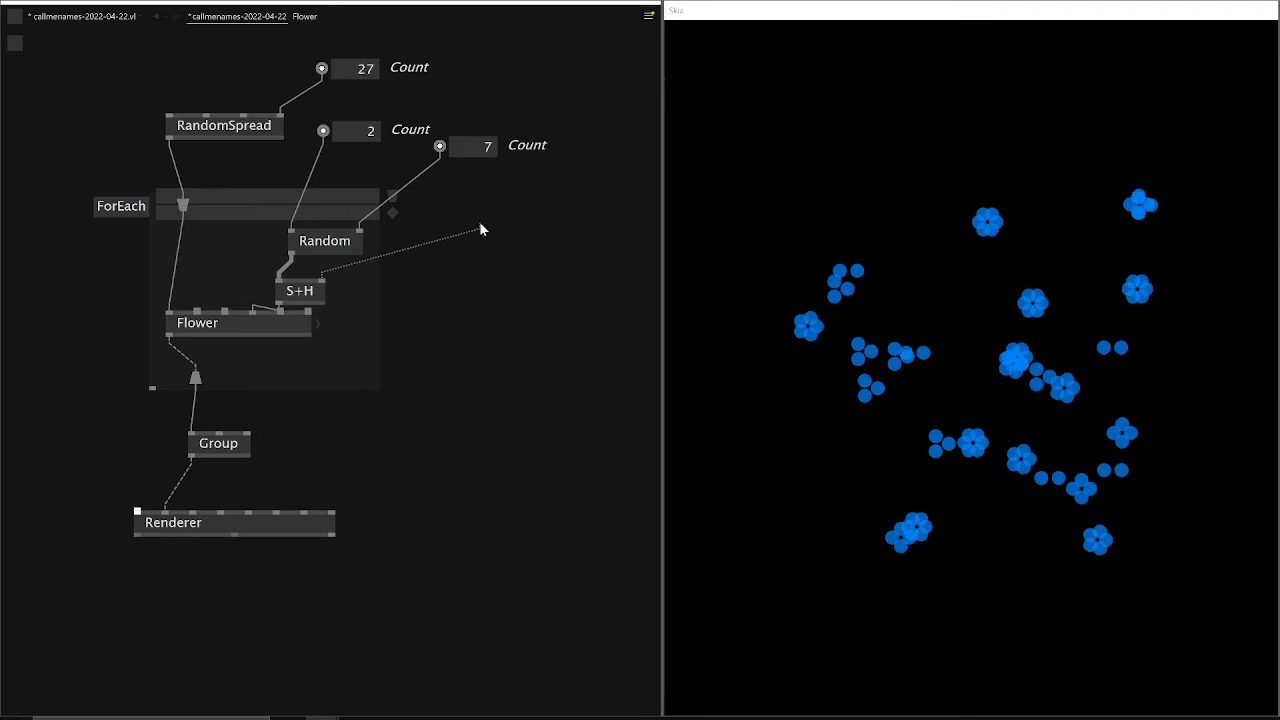 * callmenames-2022-04-22.vl
*callmenames-2022-04-22
Flower
Skia
27
Count
RandomSpread
2
Count
7
Count
ForEach
Random
S+H
Flower
Group
Renderer